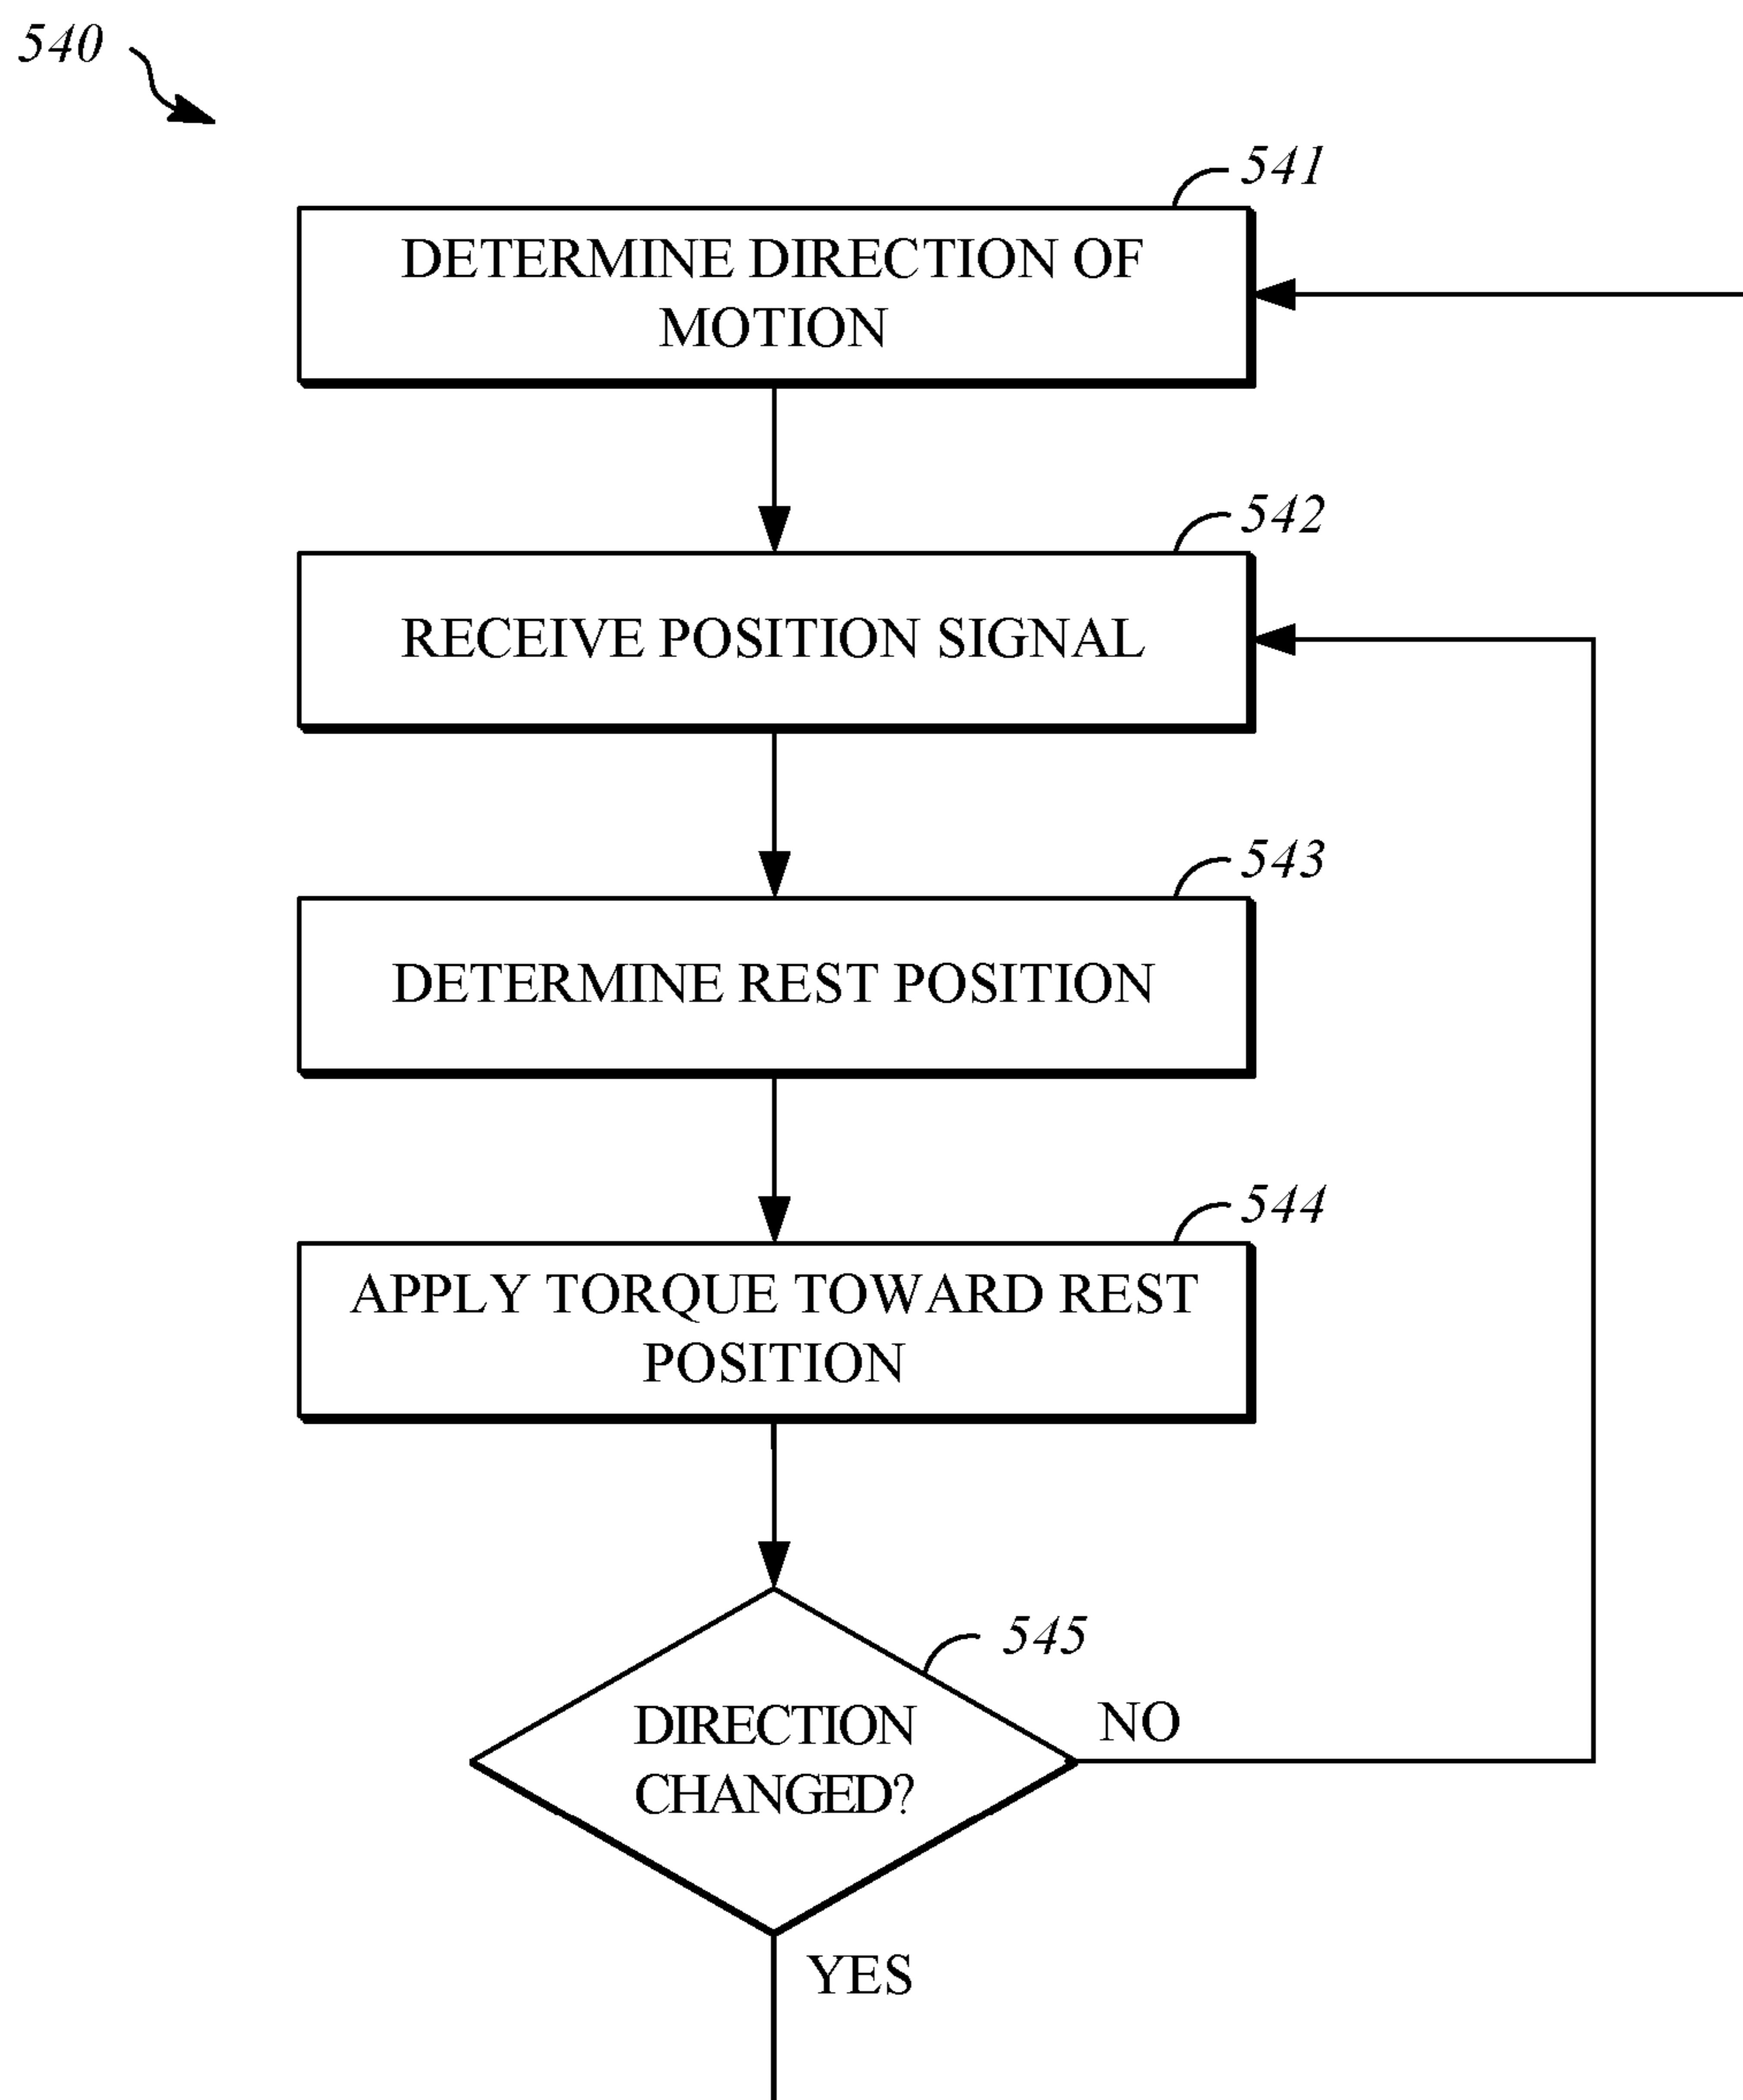 540
541
DETERMINE DIRECTION OF
MOTION
542
RECEIVE POSITION SIGNAL
543
DETERMINE REST POSITION
544
APPLY TORQUE TOWARD REST
POSITION
545
DIRECTION
CHANGED?
NO
YES